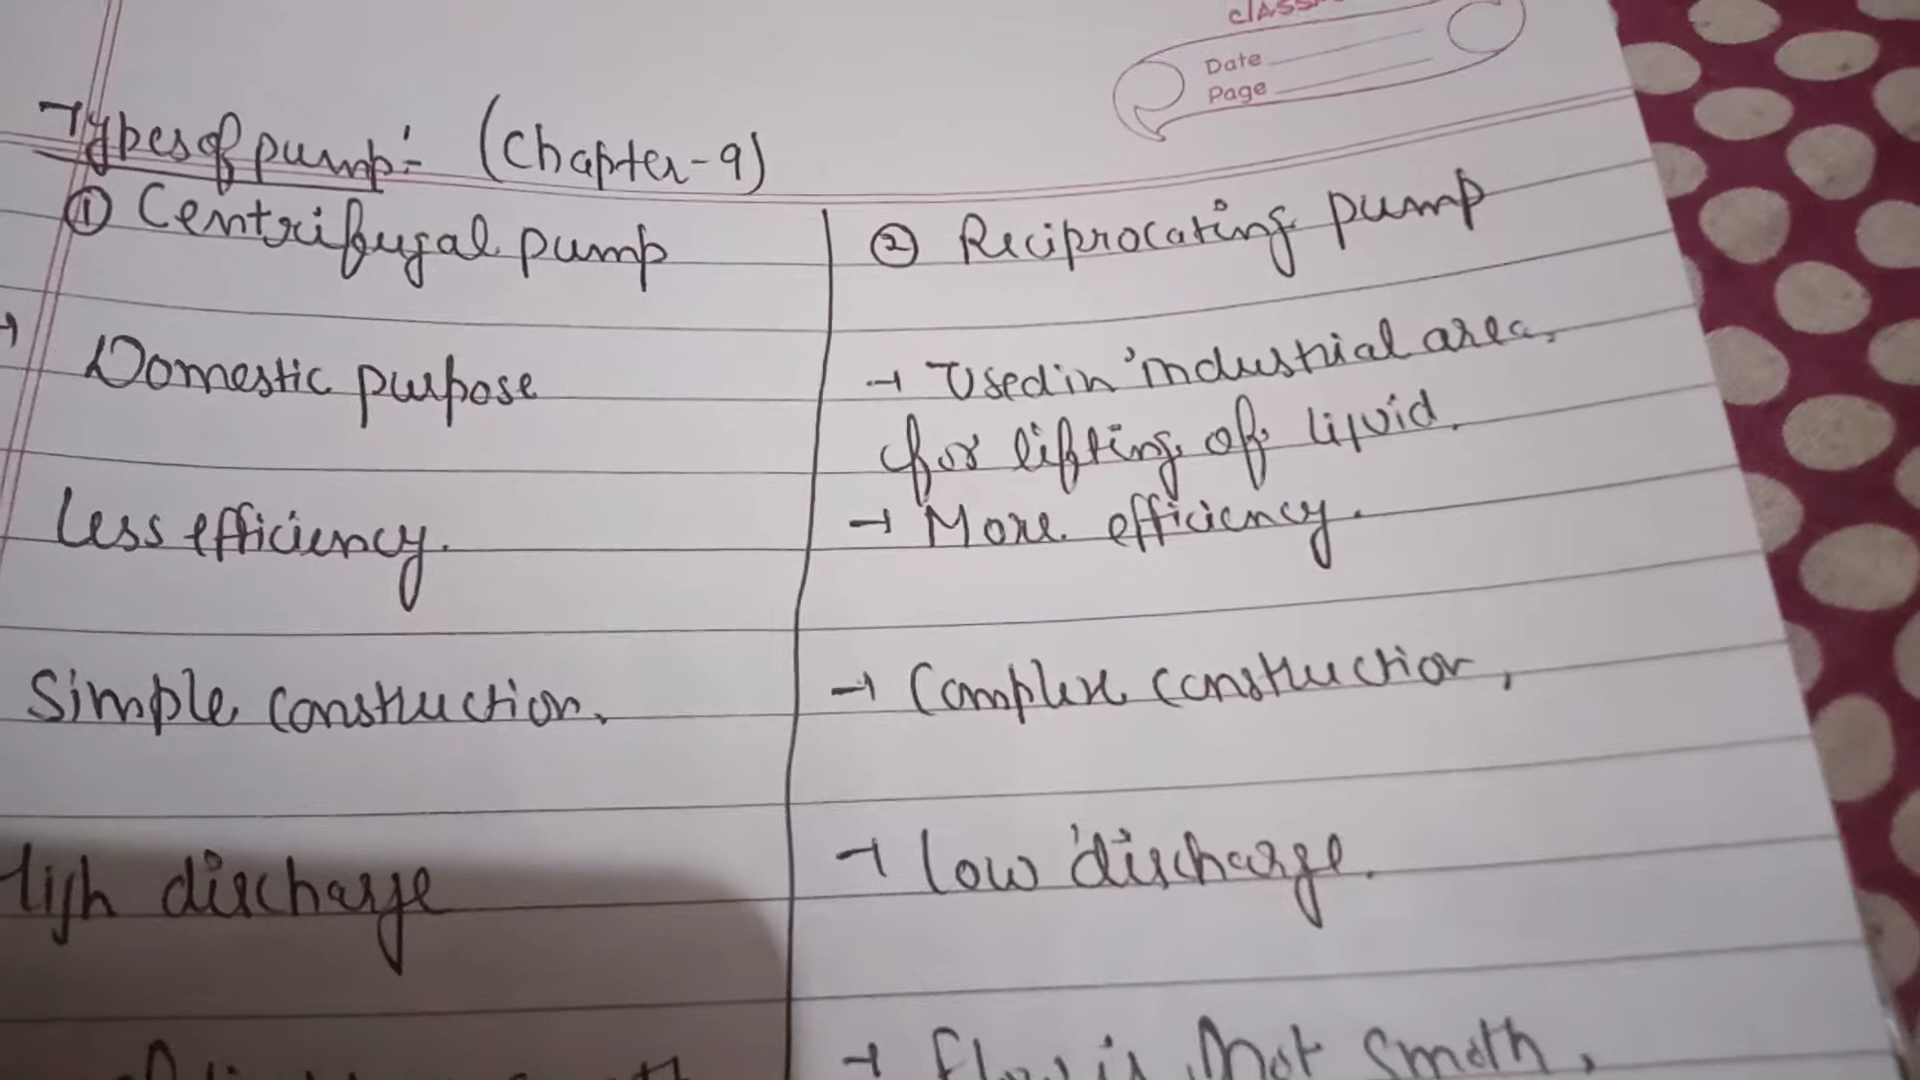 classm
Date
Page
Types of pump:- (Chapter-9)
① Centrifugal pump
② Reciprocating pump
→ Domestic purpose
→ Used in industrial area.
for lifting of liquid.
Less efficiency.
→ More efficiency.
Simple construction.
→ Complex construction,
High discharge
→ low discharge.
→ Flow is not smoth,